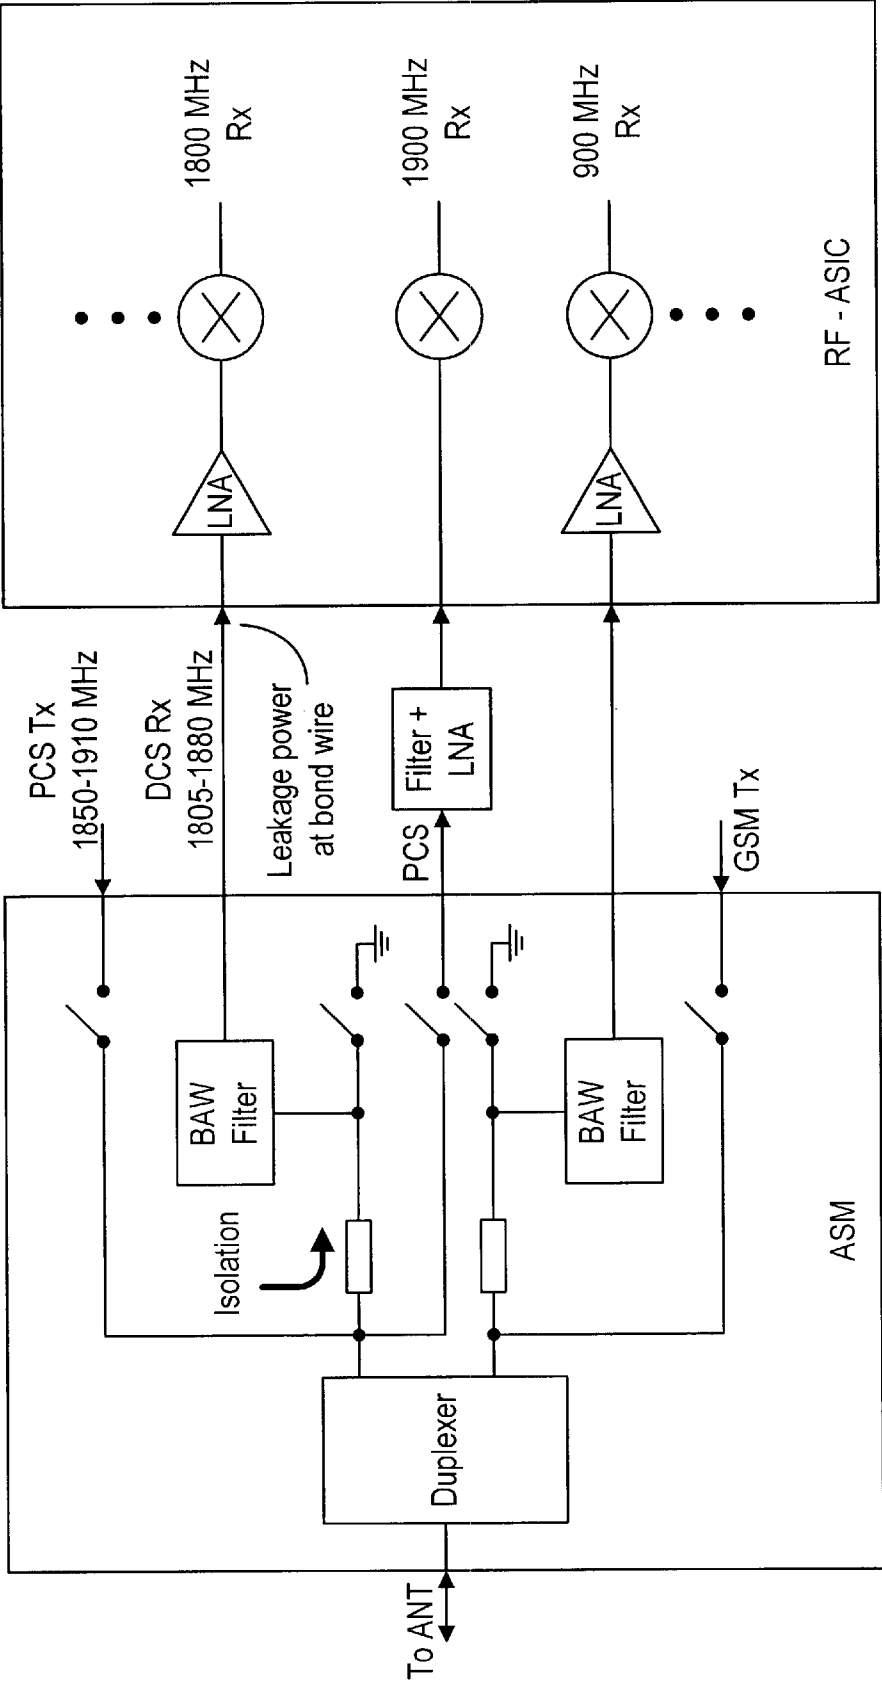 PCS Tx
1850-1910 MHz
DCS Rx
1805-1880 MHz
Leakage power
at bond wire
1800 MHz
Rx
LNA
BAW
Filter
Isolation
To ANT
Duplexer
PCS
Filter +
LNA
1900 MHz
Rx
BAW
Filter
LNA
900 MHz
Rx
GSM Tx
ASM
RF - ASIC